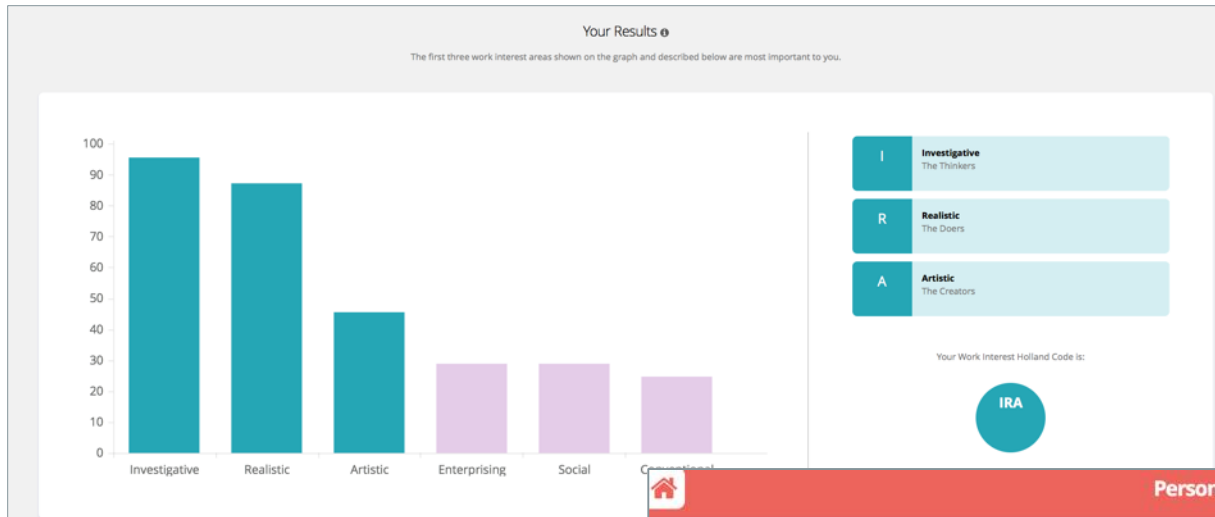 Your Results
The first three work interest areas shown on the graph and described below are most important to you.
100
90
80
70
60
50
40
30
20
10
0
Investigative Realistic Artistic Enterprising Social Conventional
I
Investigative
The Thinkers
R
Realistic
The Doers
A
Artistic
The Creators
Your Work Interest Holland Code is:
IRA
Person